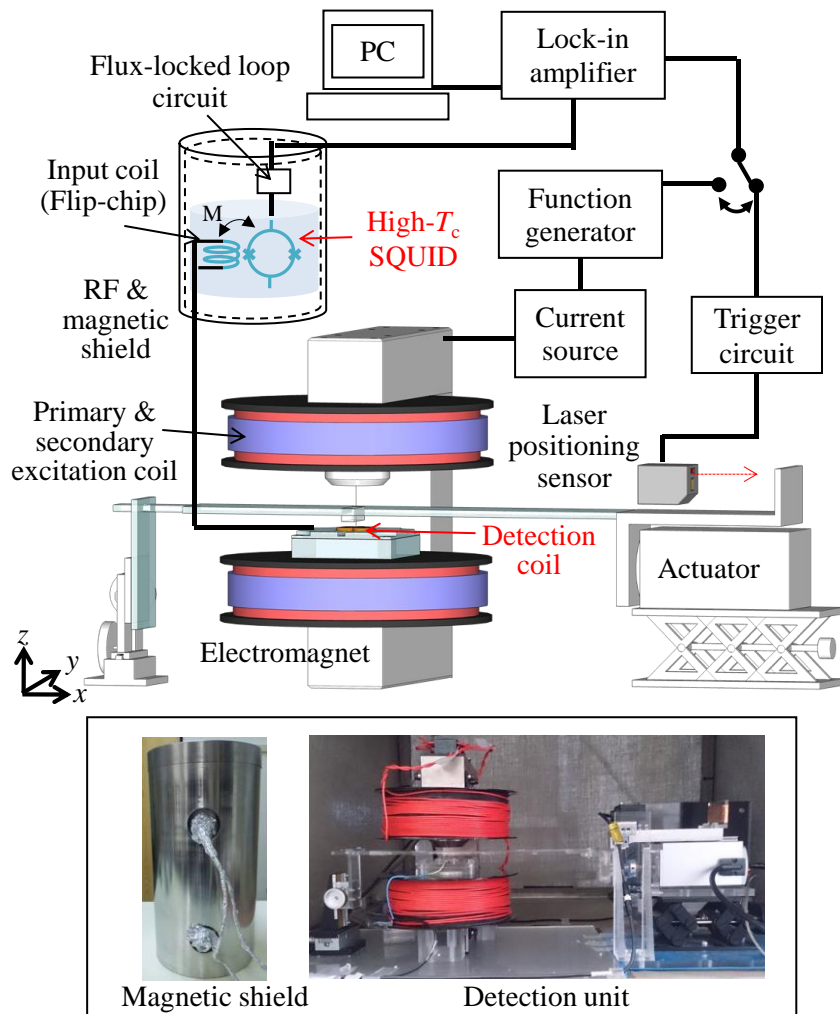 PC
Lock-in
amplifier
Flux-locked loop
circuit
Input coil
(Flip-chip)
M
High-Tc
SQUID
Function
generator
RF &
magnetic
shield
Current
source
Trigger
circuit
Primary &
secondary
excitation coil
Laser
positioning
sensor
Detection
coil
Actuator
Electromagnet
z
y
x
Magnetic shield
Detection unit